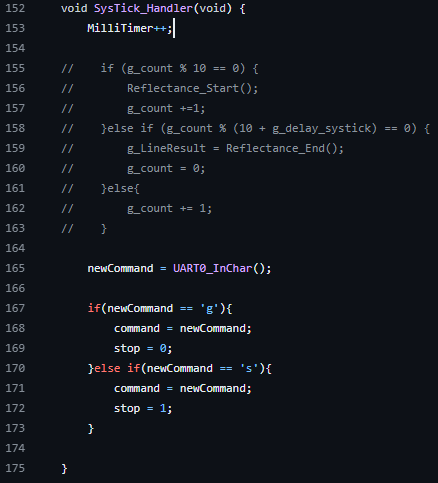 152 void SysTick_Handler(void) {
153 MilliTimer++;
154
155 // if (g_count % 10 == 0) {
156 // Reflectance_Start();
157 // g_count +=1;
158 // }else if (g_count % (10 + g_delay_systick) == 0) {
159 // g_LineResult = Reflectance_End();
160 // g_count = 0;
161 // }else{
162 // g_count += 1;
163 // }
164
165 newCommand = UART0_InChar();
166
167 if(newCommand == 'g'){
168 command = newCommand;
169 stop = 0;
170 }else if(newCommand == 's'){
171 command = newCommand;
172 stop = 1;
173 }
174
175 }